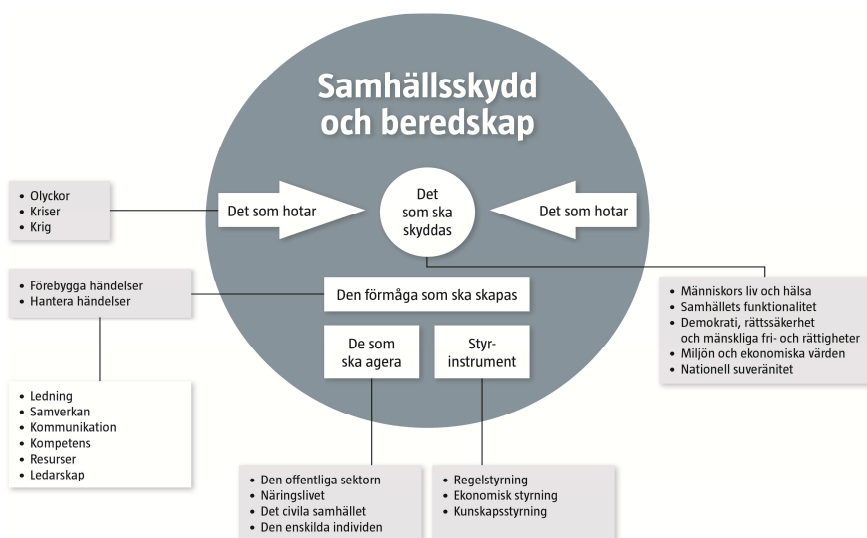 Samhällsskydd
och beredskap
• Olyckor
• Kriser
• Krig
Det som hotar
Det
som ska
skyddas
Det som hotar
• Förebygga händelser
• Hantera händelser
Den förmåga som ska skapas
• Människors liv och hälsa
• Samhällets funktionalitet
• Demokrati, rättssäkerhet
och mänskliga fri- och rättigheter
• Miljön och ekonomiska värden
• Nationell suveränitet
De som
ska agera
Styr-
instrument
• Ledning
• Samverkan
• Kommunikation
• Kompetens
• Resurser
• Ledarskap
• Den offentliga sektorn
• Näringslivet
• Det civila samhället
• Den enskilda individen
• Regelstyrning
• Ekonomisk styrning
• Kunskapsstyrning